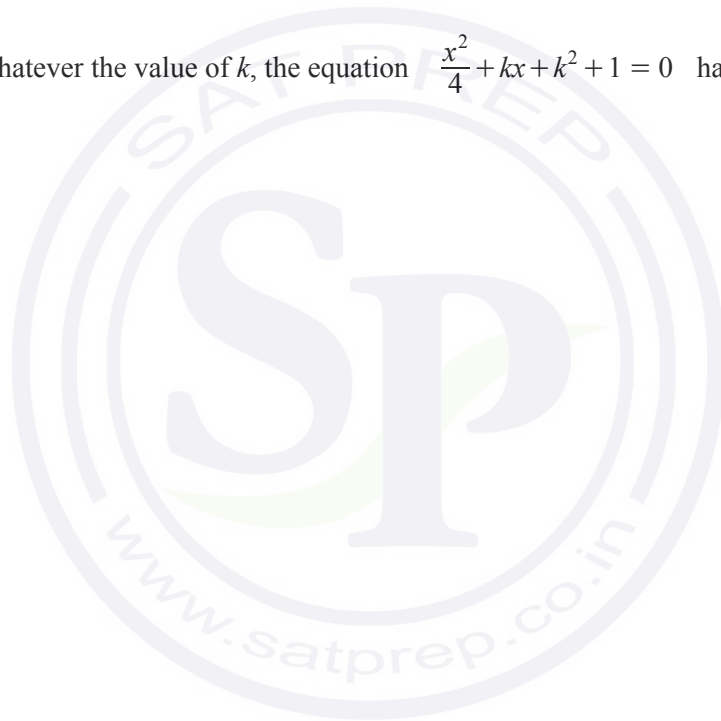 hatever the value of k, the equation x²/4 + kx + k² + 1 = 0 ha
SAT PREP
SP
www.satprep.co.in